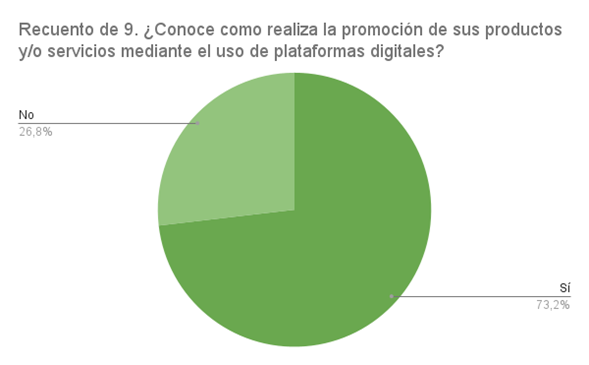 Recuento de 9. ¿Conoce como realiza la promoción de sus productos
y/o servicios mediante el uso de plataformas digitales?
No
26,8%
Sí
73,2%